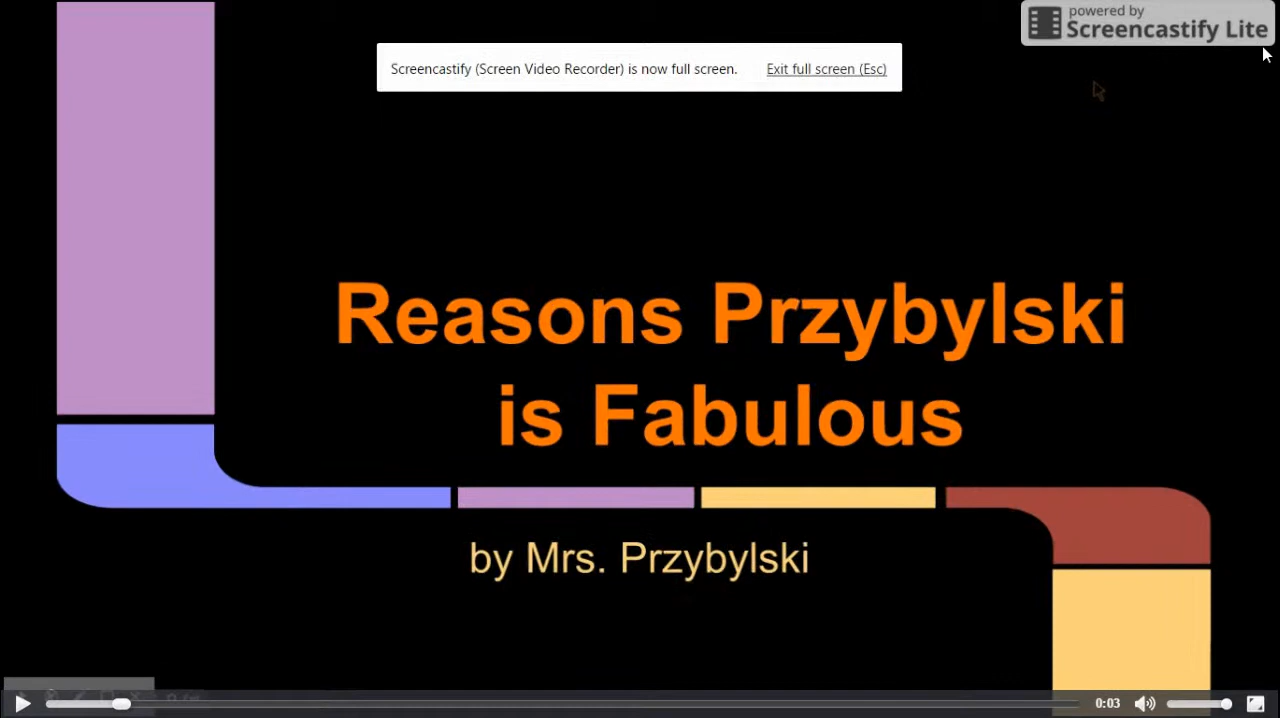 powered by
Screencastify Lite
Screencastify (Screen Video Recorder) is now full screen. Exit full screen (Esc)
Reasons Przybylski
is Fabulous
by Mrs. Przybylski
0:03